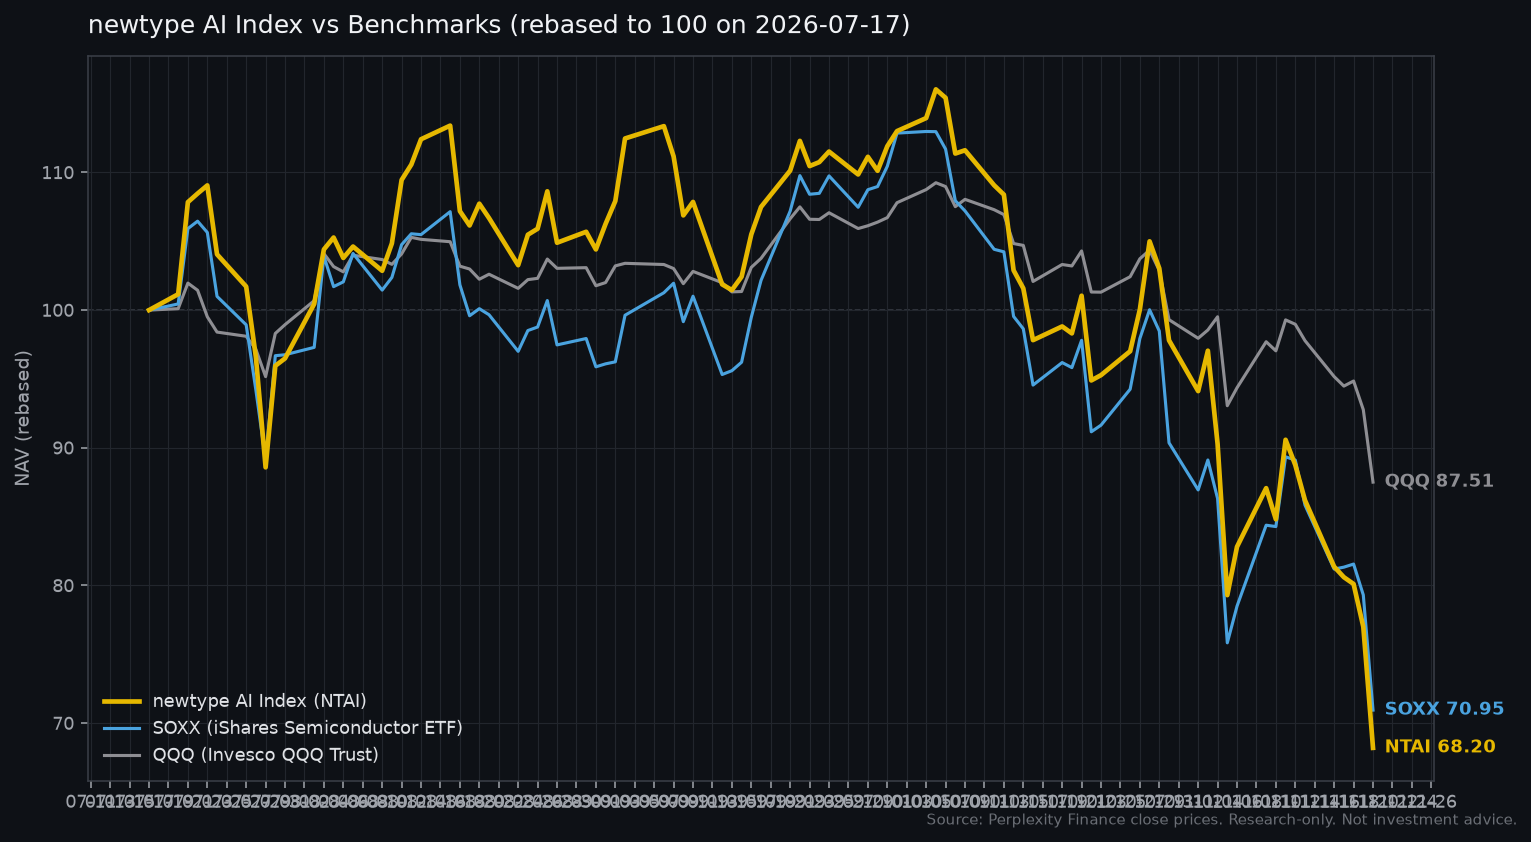 newtype AI Index vs Benchmarks (rebased to 100 on 2026-07-17)
NAV (rebased)
110
100
90
80
70
QQQ 87.51
SOXX 70.95
NTAI 68.20
newtype AI Index (NTAI)
SOXX (iShares Semiconductor ETF)
QQQ (Invesco QQQ Trust)
Source: Perplexity Finance close prices. Research-only. Not investment advice.